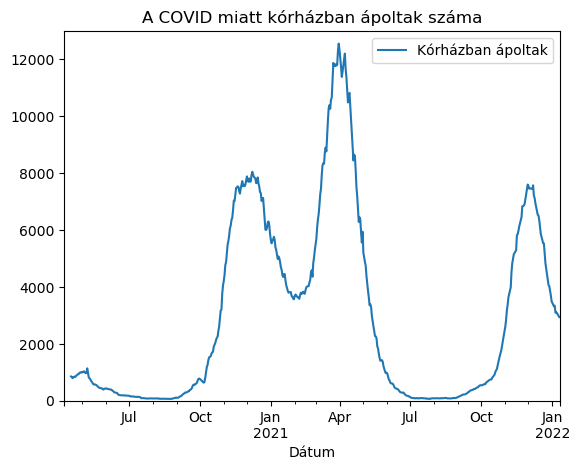 A COVID miatt kórházban ápoltak száma
Kórházban ápoltak
12000
10000
8000
6000
4000
2000
0
Jul
Oct
Jan
2021
Apr
Jul
Oct
Jan
2022
Dátum